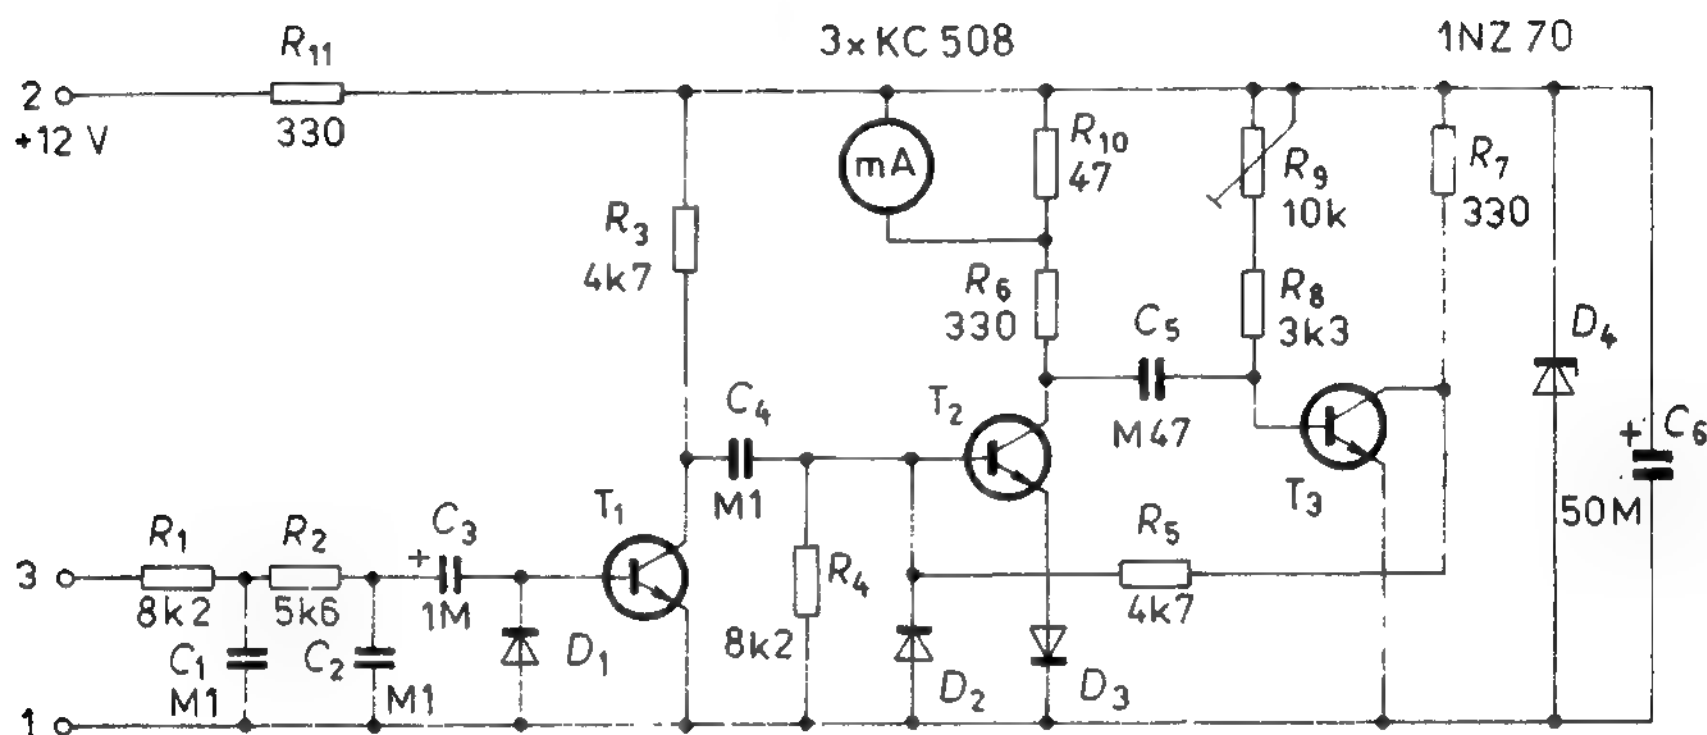 3xKC 508
1NZ 70
R11
330
2
+12 V
mA
R10
47
R9
10k
R7
330
R3
4k7
R6
330
R8
3k3
C5
M47
D4
T2
C4
M1
T3
C6
+
50M
R1
8k2
R2
5k6
C3
+
1M
T1
R4
8k2
R5
4k7
3
C1
M1
C2
M1
D1
D2
D3
1